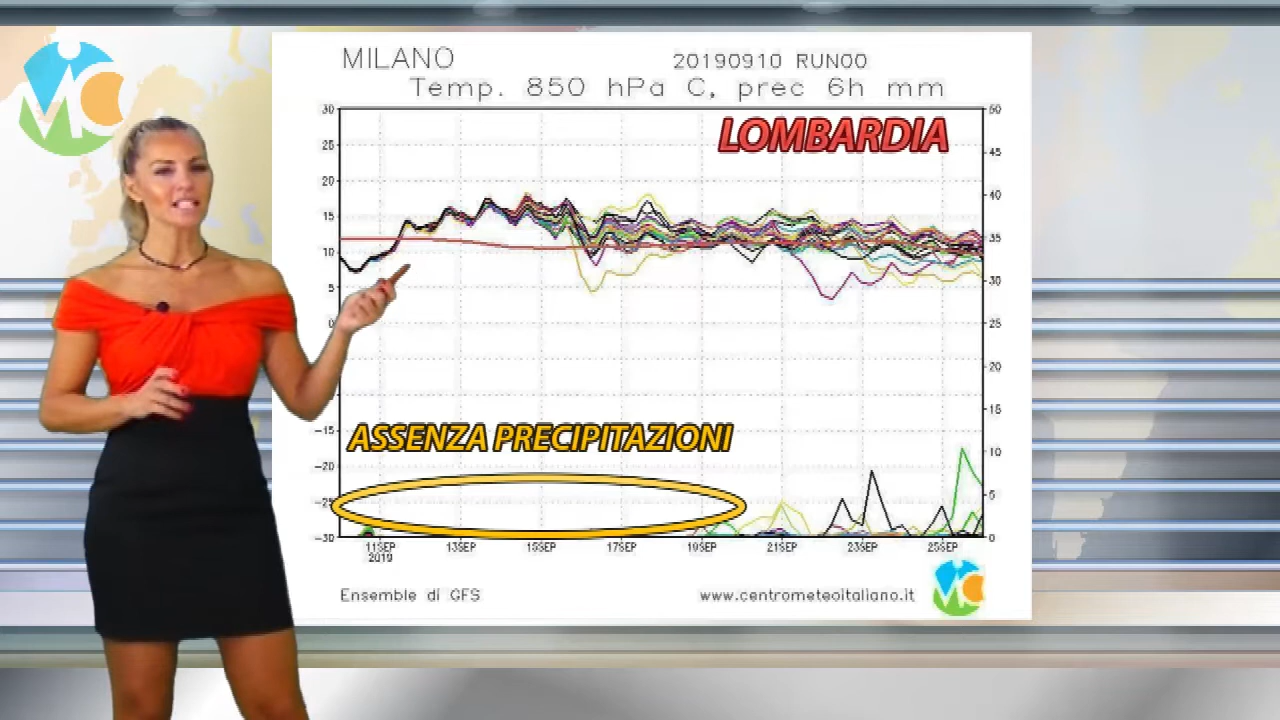 MILANO
20190910 RUN00
Temp. 850 hPa C, prec 6h mm
LOMBARDIA
30
25
20
15
10
5
0
-15
-20
-25
-30
50
45
40
35
30
25
20
15
10
5
0
ASSENZA PRECIPITAZIONI
11SEP
2019
13SEP
15SEP
17SEP
19SEP
21SEP
23SEP
25SEP
Ensemble di GFS
www.centrometeoitaliano.it
MC